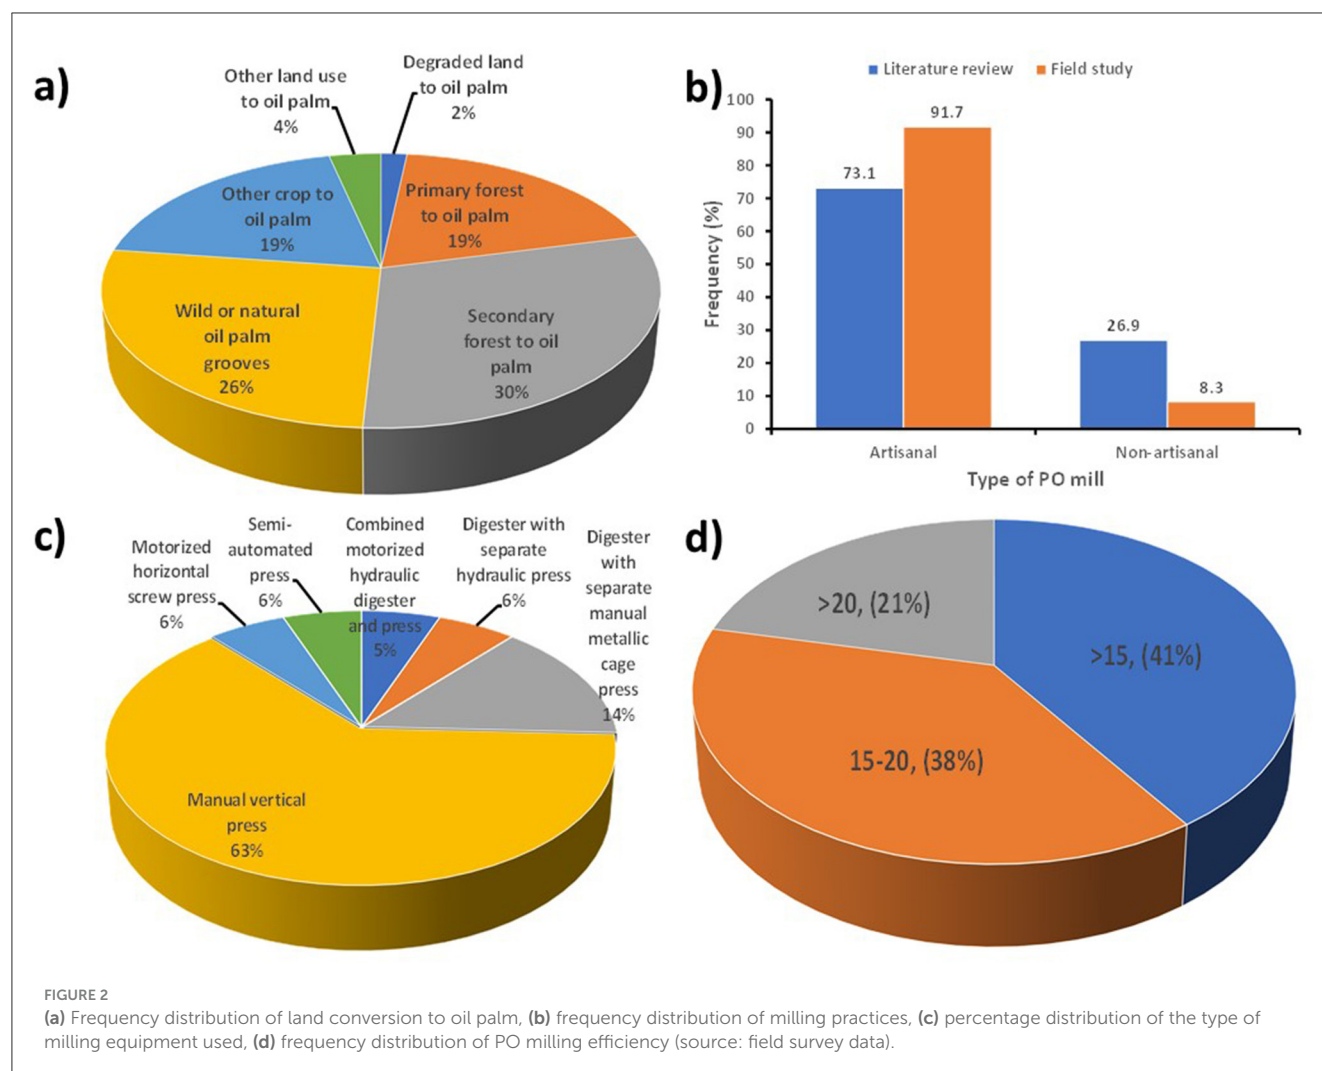 a)
Other land use
to oil palm
4%
Degraded land
to oil palm
2%
Other crop to
oil palm
19%
Primary forest
to oil palm
19%
Wild or natural
oil palm
grooves
26%
Secondary
forest to oil
palm
30%
b)
Literature review
Field study
Frequency (%)
100
90
80
70
60
50
40
30
20
10
0
73.1
91.7
26.9
8.3
Artisanal
Non-artisanal
Type of PO mill
c)
Motorized
horizontal
screw press
6%
Semi-
automated
press
6%
Combined
motorized
hydraulic
digester
and press
5%
Digester with
separate
hydraulic press
6%
Digester
with
separate
manual
metallic
cage
press
14%
Manual vertical
press
63%
d)
>20, (21%)
>15, (41%)
15-20, (38%)
FIGURE 2
(a) Frequency distribution of land conversion to oil palm, (b) frequency distribution of milling practices, (c) percentage distribution of the type of
milling equipment used, (d) frequency distribution of PO milling efficiency (source: field survey data).